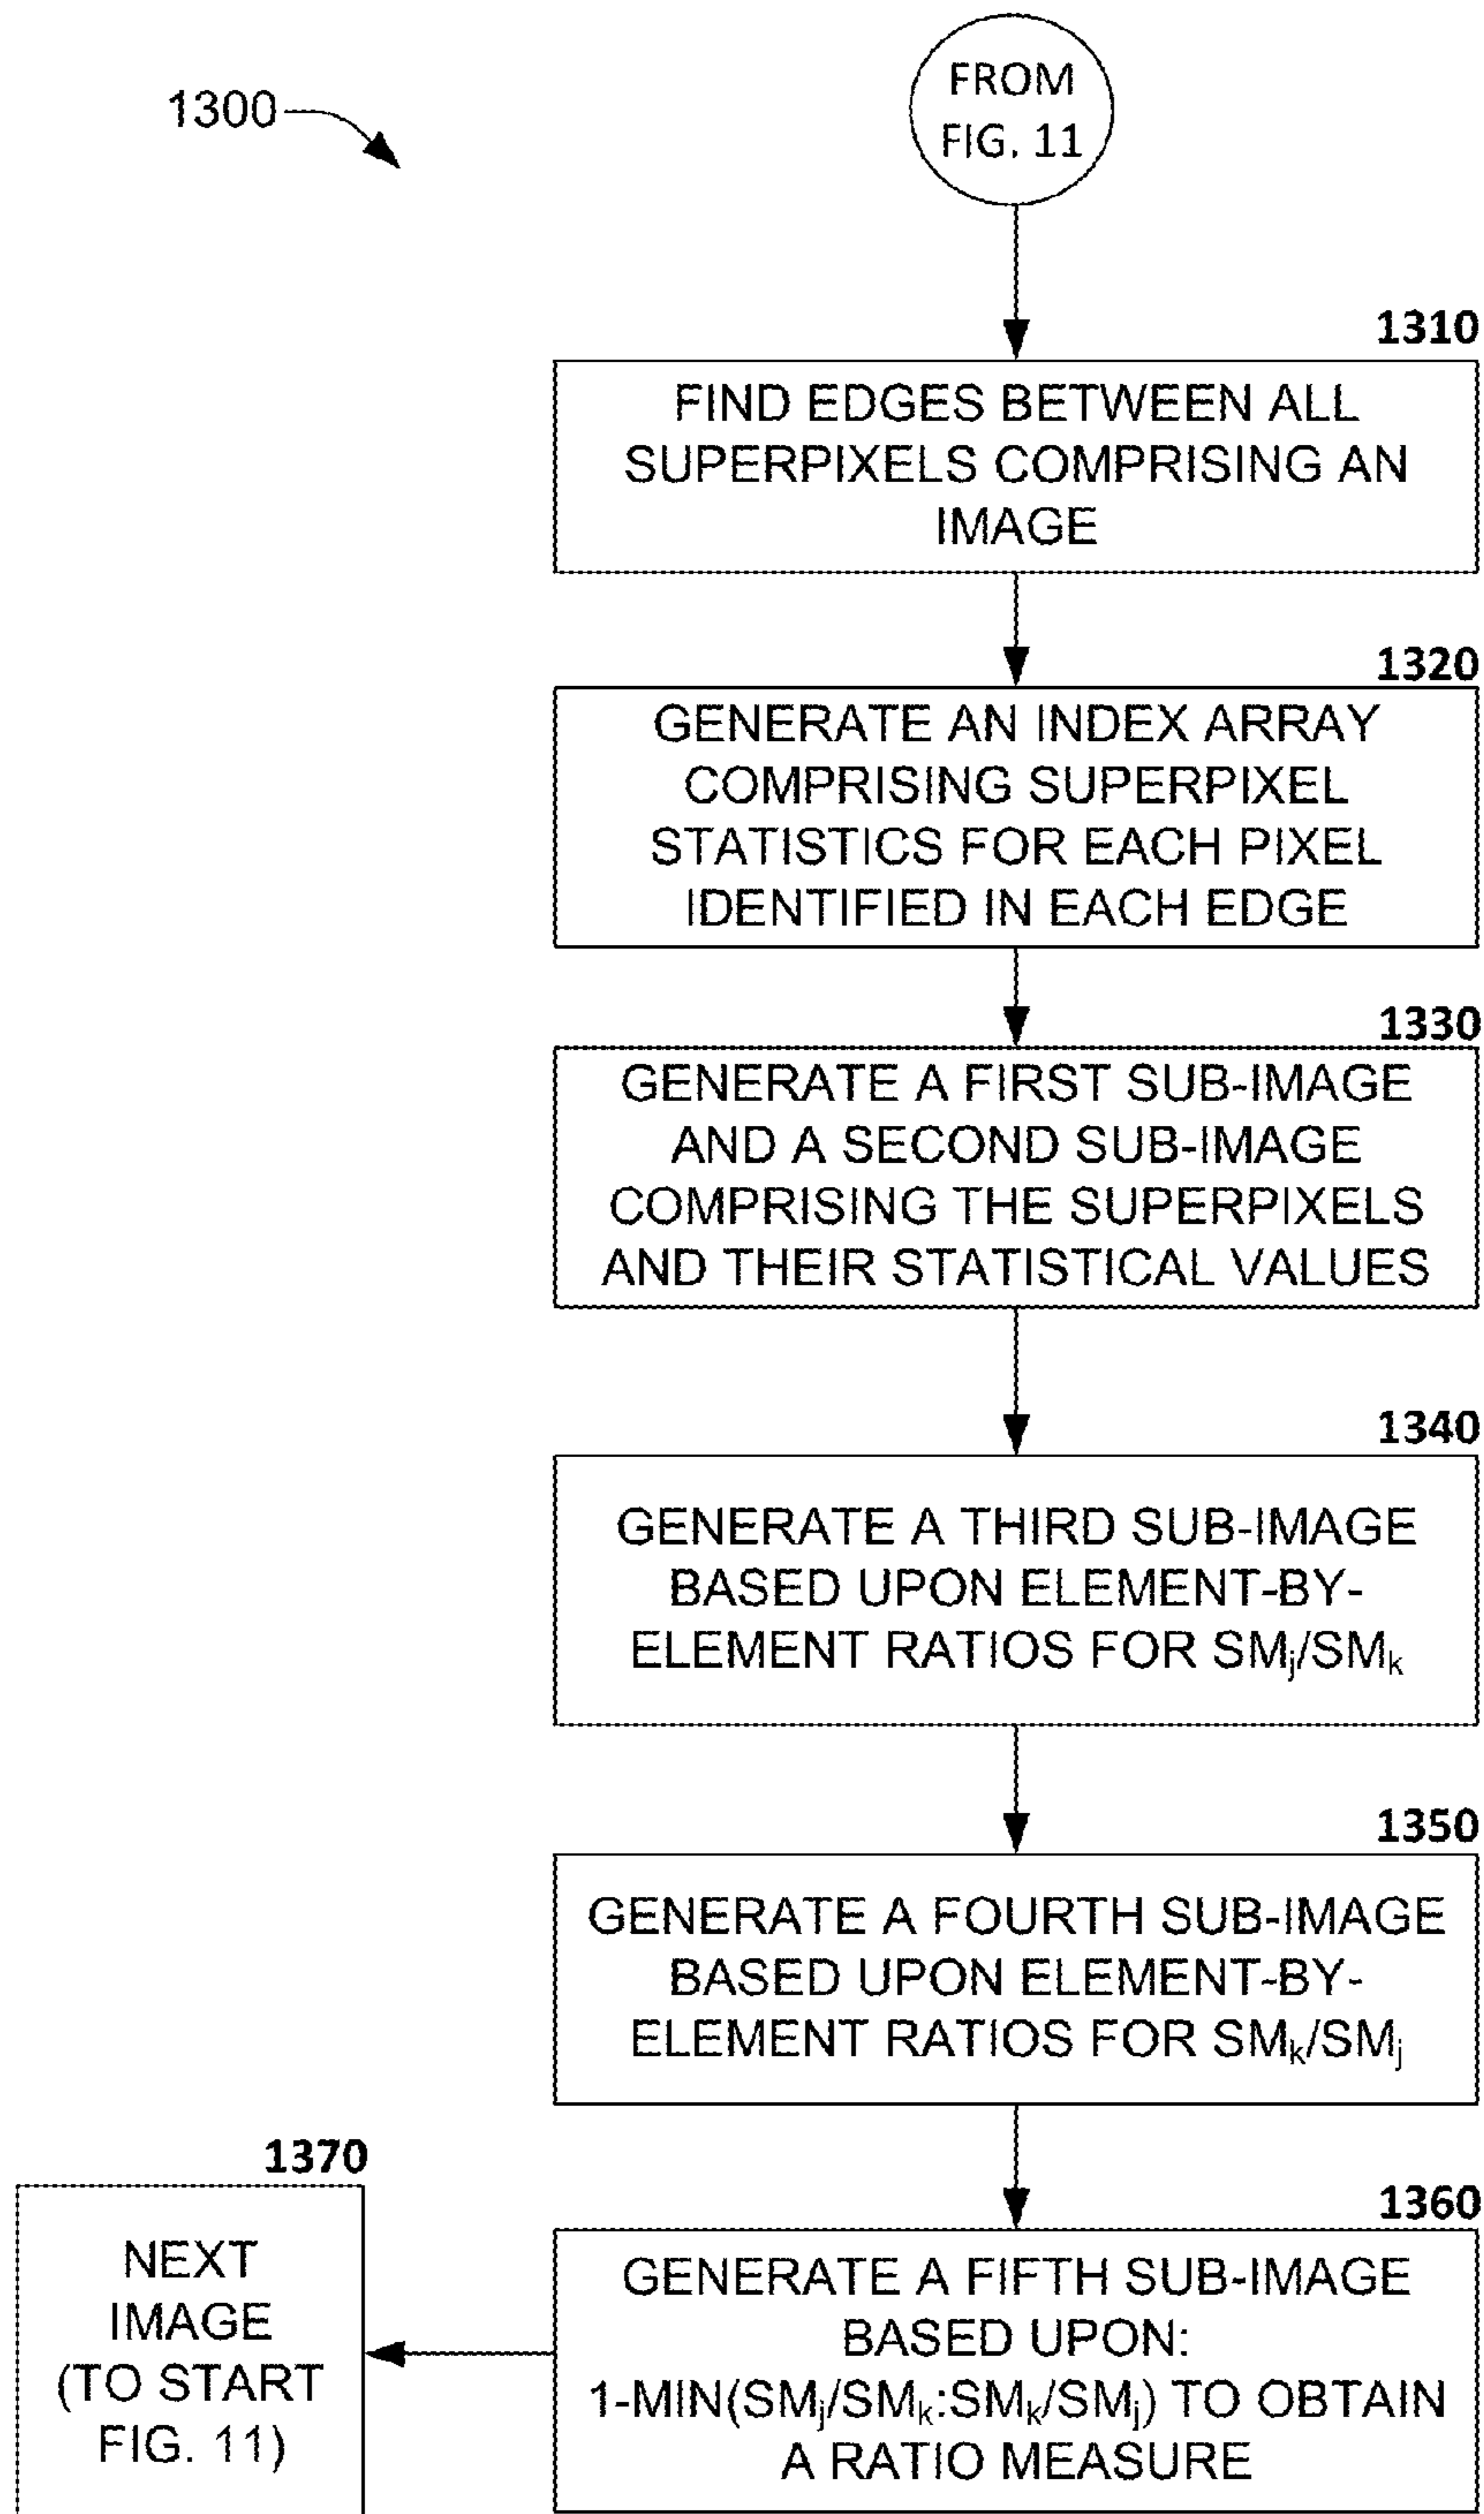 1300
FROM
FIG. 11
1310
FIND EDGES BETWEEN ALL
SUPERPIXELS COMPRISING AN
IMAGE
1320
GENERATE AN INDEX ARRAY
COMPRISING SUPERPIXEL
STATISTICS FOR EACH PIXEL
IDENTIFIED IN EACH EDGE
1330
GENERATE A FIRST SUB-IMAGE
AND A SECOND SUB-IMAGE
COMPRISING THE SUPERPIXELS
AND THEIR STATISTICAL VALUES
1340
GENERATE A THIRD SUB-IMAGE
BASED UPON ELEMENT-BY-
ELEMENT RATIOS FOR SMj/SMk
1350
GENERATE A FOURTH SUB-IMAGE
BASED UPON ELEMENT-BY-
ELEMENT RATIOS FOR SMk/SMj
1360
GENERATE A FIFTH SUB-IMAGE
BASED UPON:
1-MIN(SMj/SMk:SMk/SMj) TO OBTAIN
A RATIO MEASURE
1370
NEXT
IMAGE
(TO START
FIG. 11)